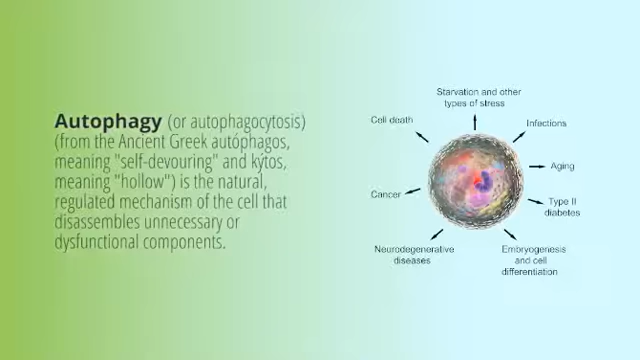 Autophagy (or autophagocytosis)
(from the Ancient Greek autóphagos,
meaning "self-devouring" and kýtos,
meaning "hollow") is the natural,
regulated mechanism of the cell that
disassembles unnecessary or
dysfunctional components.
Starvation and other
types of stress
Cell death
Infections
Aging
Cancer
Type II
diabetes
Neurodegenerative
diseases
Embryogenesis
and cell
differentiation